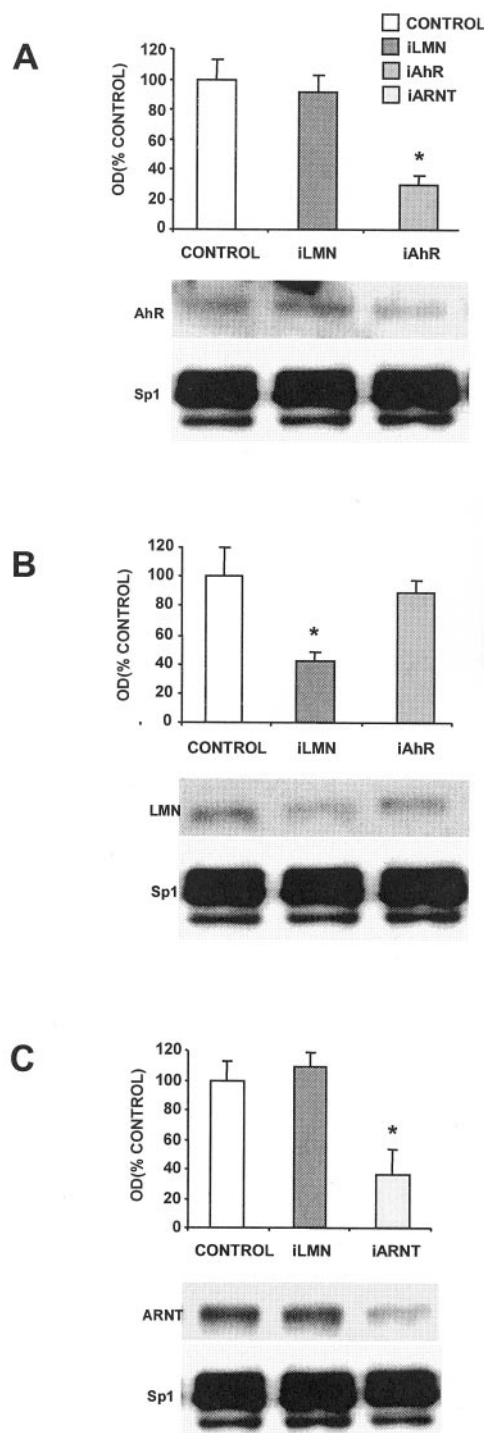 CONTROL
iLMN
iAhR
iARNT
A
OD(% CONTROL)
120
100
80
60
40
20
0
*
CONTROL iLMN iAhR
AhR
Sp1
B
OD(% CONTROL)
120
100
80
60
40
20
0
*
CONTROL iLMN iAhR
LMN
Sp1
C
OD(% CONTROL)
120
100
80
60
40
20
0
*
CONTROL iLMN iARNT
ARNT
Sp1